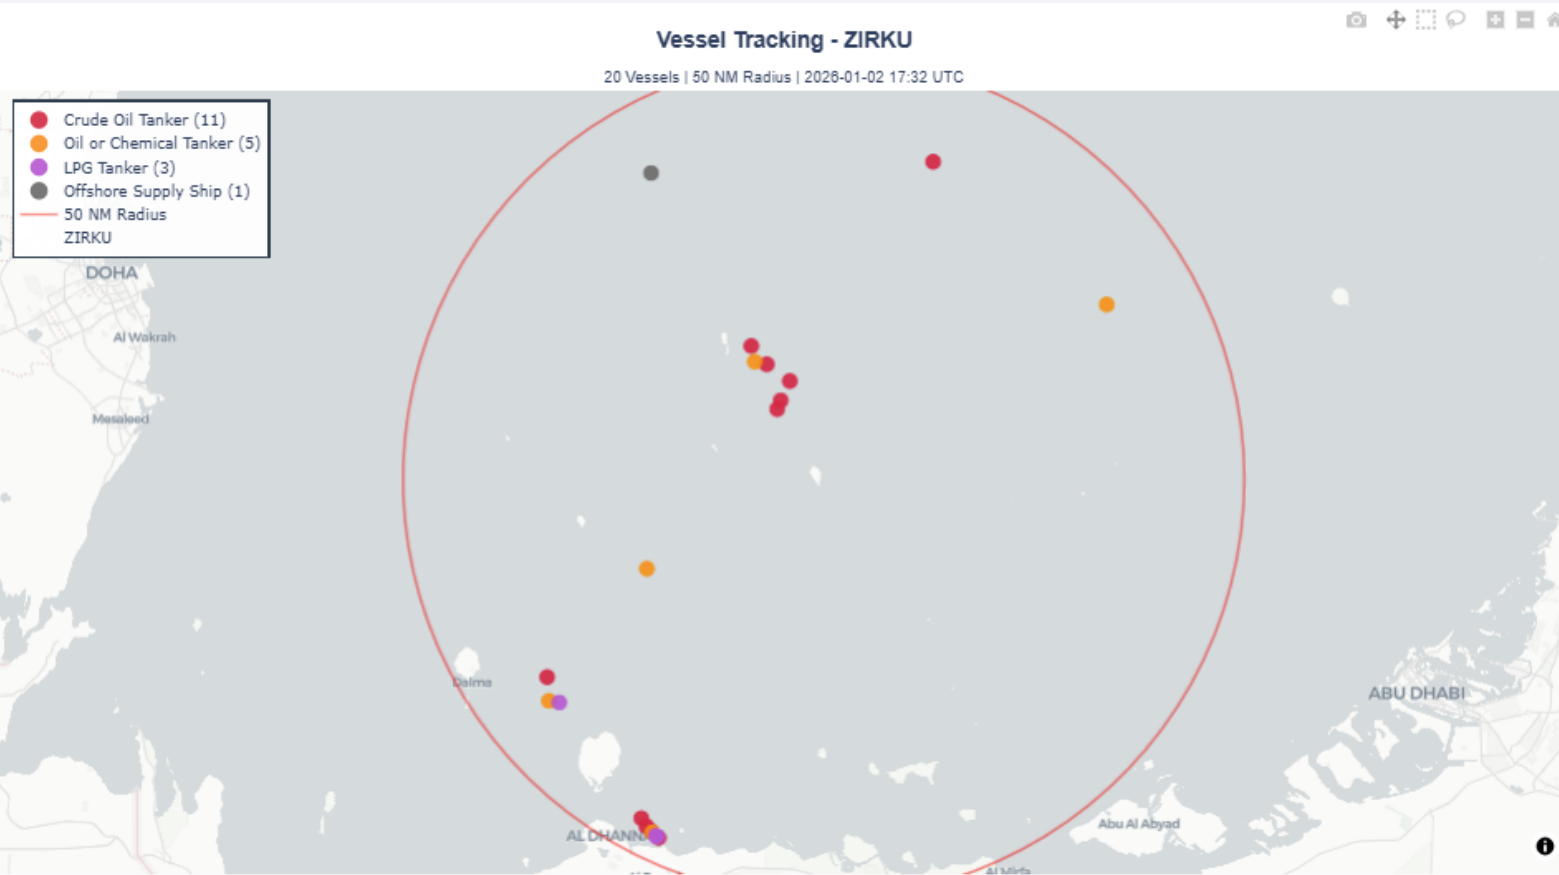 Vessel Tracking - ZIRKU
20 Vessels | 50 NM Radius | 2026-01-02 17:32 UTC
Crude Oil Tanker (11)
Oil or Chemical Tanker (5)
LPG Tanker (3)
Offshore Supply Ship (1)
50 NM Radius
ZIRKU
DOHA
Al Wakrah
Mesaieed
Dalma
ABU DHABI
Abu Al Abyad
AL DHANN
Al Mirfa